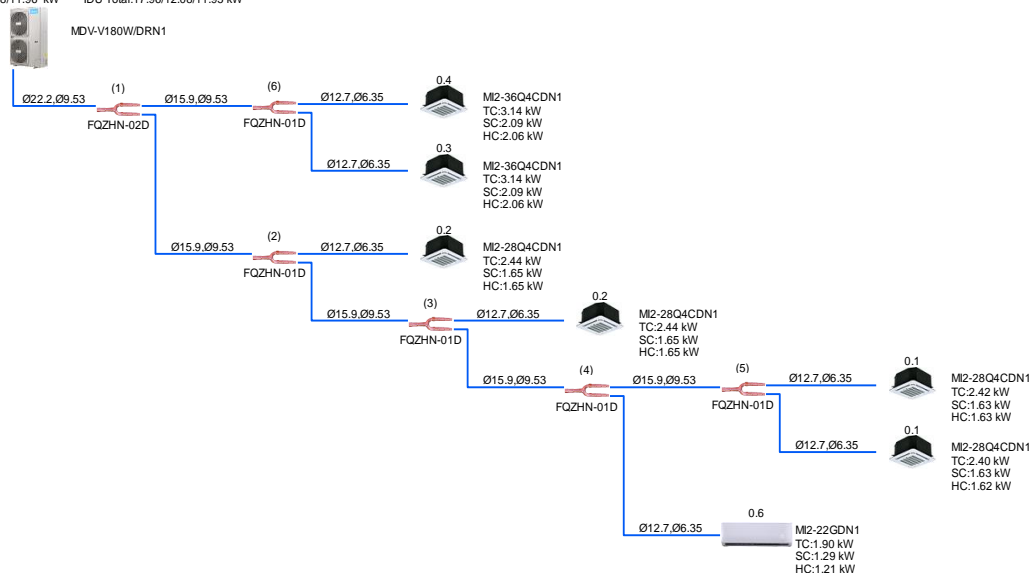 kW IDU
kW
MDV-V180W/DRN1
Ø22.2,Ø9.53
(1)
FQZHN-02D
Ø15.9,Ø9.53
(6)
FQZHN-01D
Ø12.7,Ø6.35
0.4
MI2-36Q4CDN1
TC:3.14 kW
SC:2.09 kW
HC:2.06 kW
Ø12.7,Ø6.35
0.3
MI2-36Q4CDN1
TC:3.14 kW
SC:2.09 kW
HC:2.06 kW
Ø15.9,Ø9.53
(2)
FQZHN-01D
Ø12.7,Ø6.35
0.2
MI2-28Q4CDN1
TC:2.44 kW
SC:1.65 kW
HC:1.65 kW
Ø15.9,Ø9.53
(3)
FQZHN-01D
Ø12.7,Ø6.35
0.2
MI2-28Q4CDN1
TC:2.44 kW
SC:1.65 kW
HC:1.65 kW
Ø15.9,Ø9.53
(4)
FQZHN-01D
Ø15.9,Ø9.53
(5)
FQZHN-01D
Ø12.7,Ø6.35
0.1
MI2-28Q4CDN1
TC:2.42 kW
SC:1.63 kW
HC:1.63 kW
Ø12.7,Ø6.35
0.1
MI2-28Q4CDN1
TC:2.40 kW
SC:1.63 kW
HC:1.62 kW
Ø12.7,Ø6.35
0.6
MI2-22GDN1
TC:1.90 kW
SC:1.29 kW
HC:1.21 kW